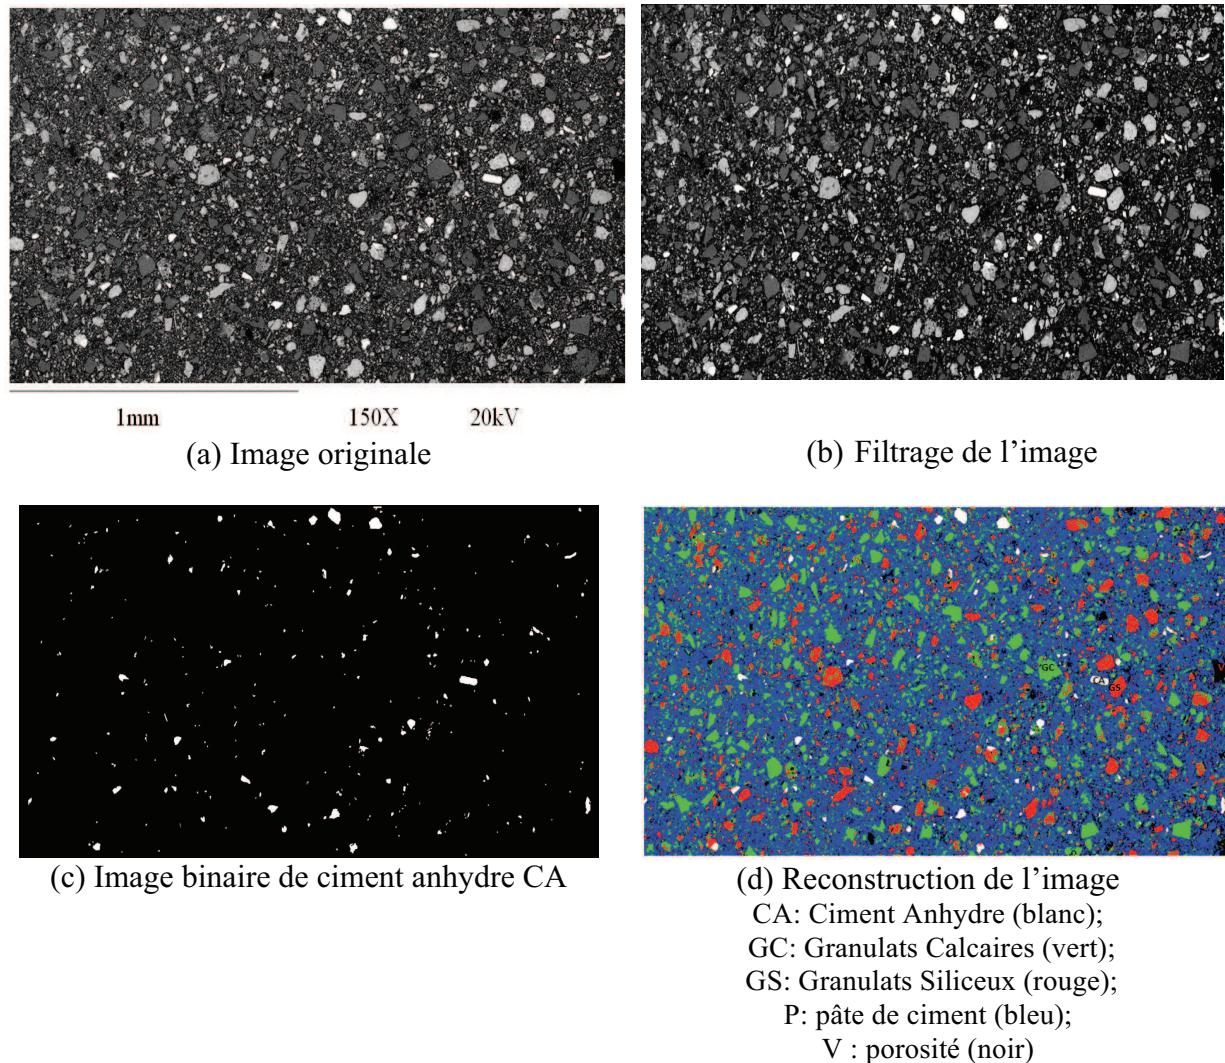 1mm 150X 20kV
(a) Image originale
(b) Filtrage de l’image
GC
CA
GS
V
(c) Image binaire de ciment anhydre CA
(d) Reconstruction de l’image
CA: Ciment Anhydre (blanc);
GC: Granulats Calcaires (vert);
GS: Granulats Siliceux (rouge);
P: pâte de ciment (bleu);
V : porosité (noir)